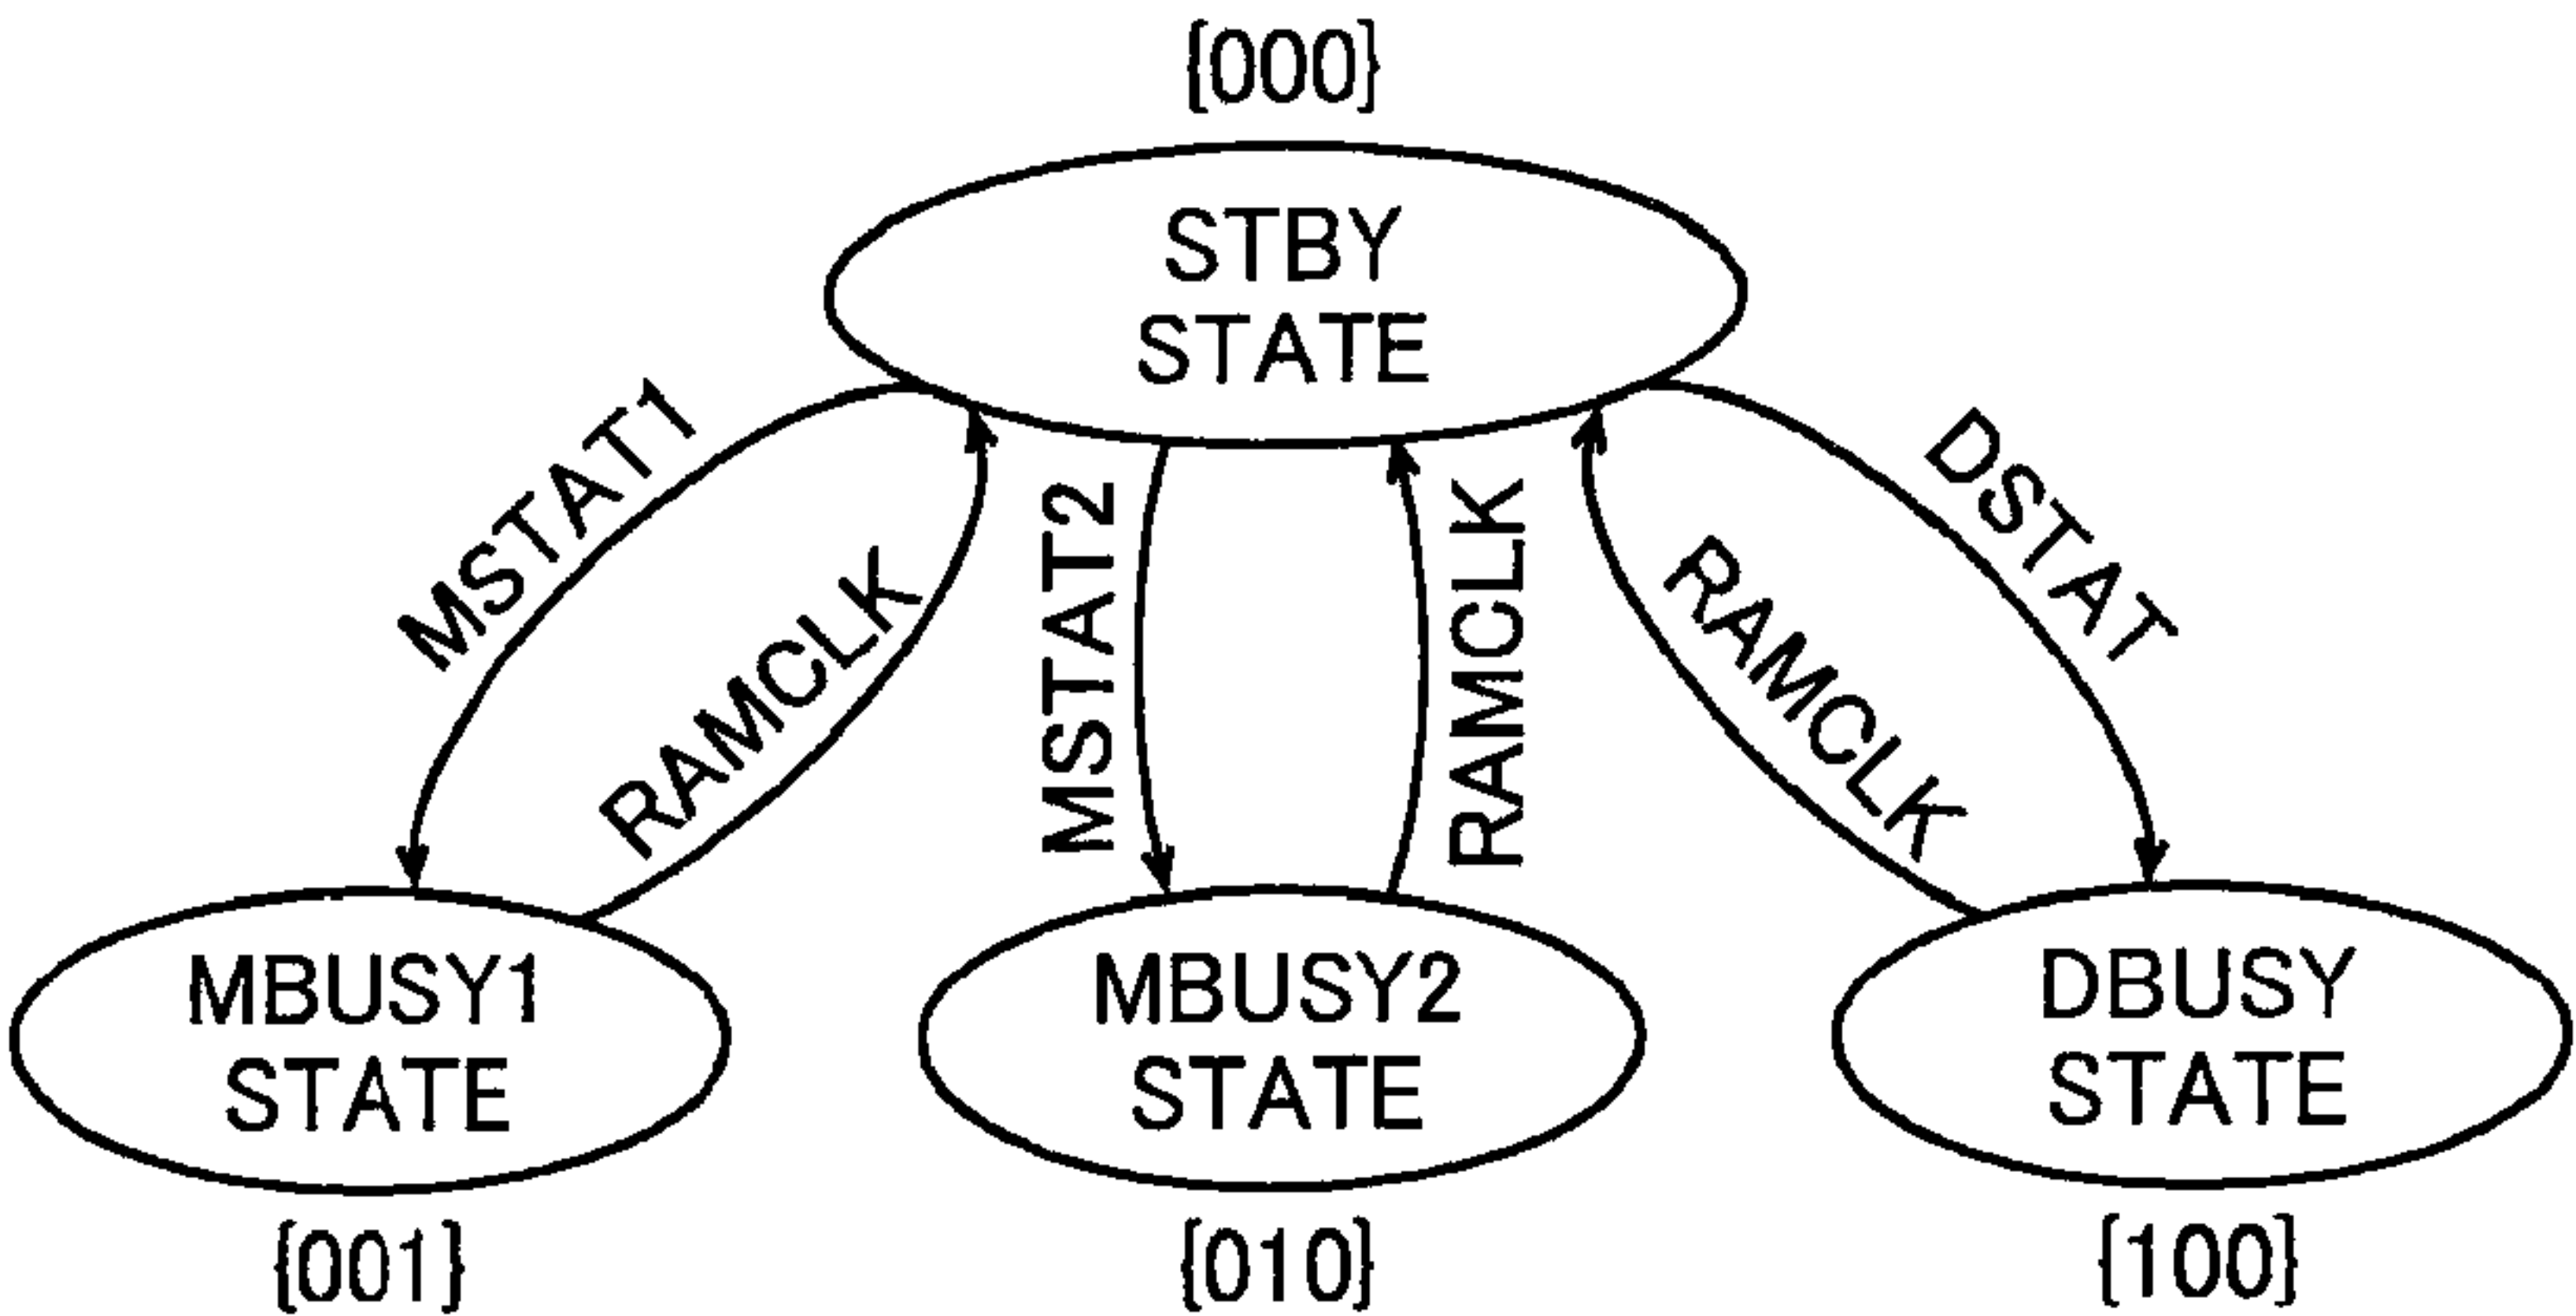 {000}
STBY
STATE
MSTAT1
RAMCLK
MSTAT2
RAMCLK
RAMCLK
DSTAT
MBUSY1
STATE
MBUSY2
STATE
DBUSY
STATE
{001}
{010}
{100}